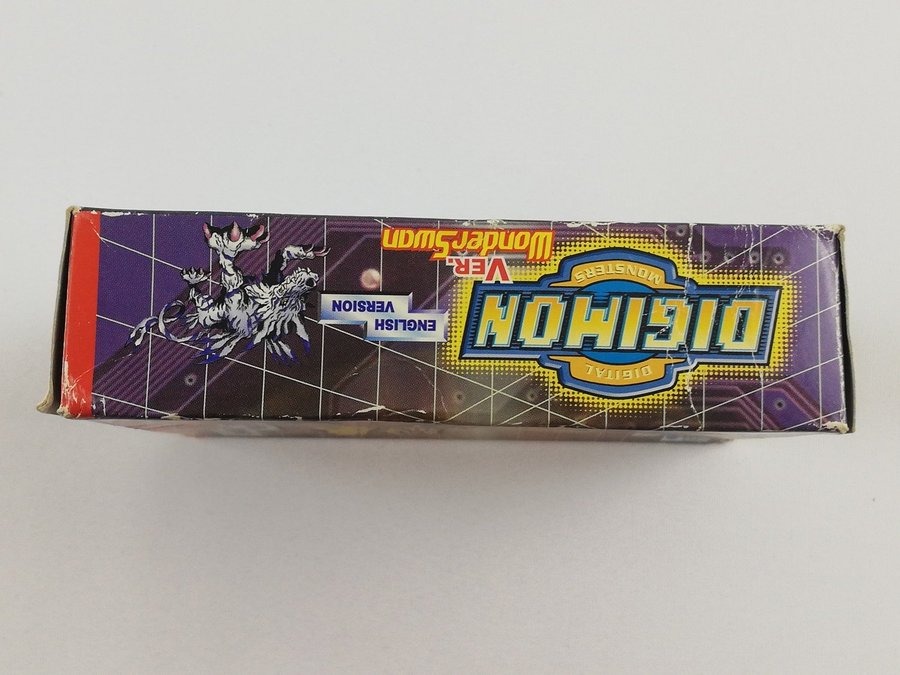 DIGITAL
DIGIMON
MONSTERS
ENGLISH
VERSION
VER.
WonderSwan